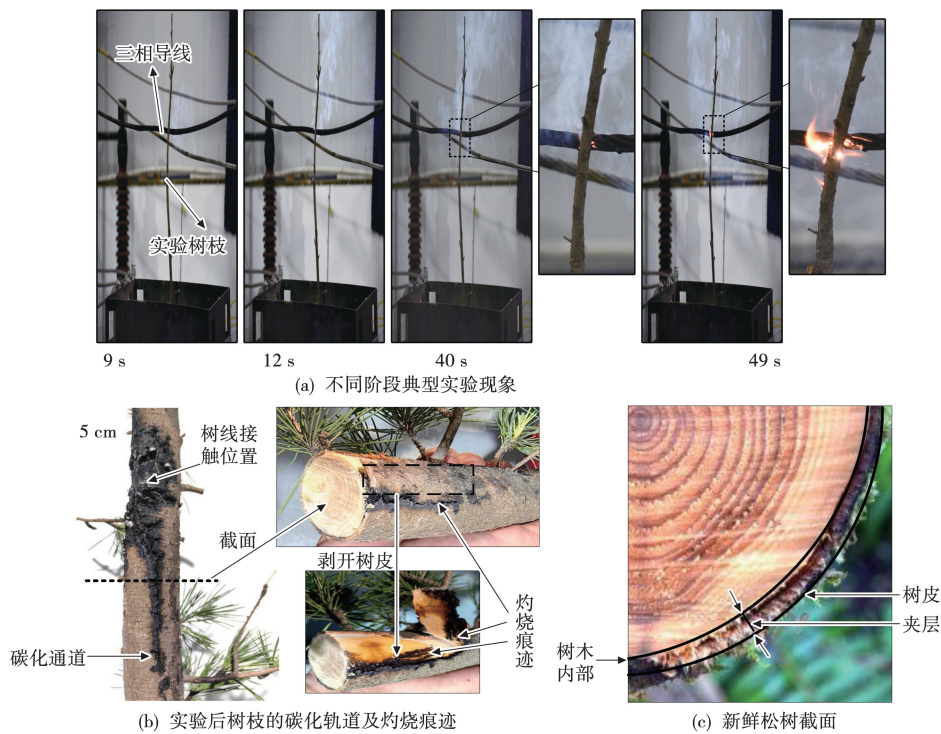 三相导线
实验树枝
9 s
12 s
40 s
49 s
(a) 不同阶段典型实验现象
5 cm
树线接
触位置
截面
剥开树皮
灼
烧
痕
迹
碳化通道
(b) 实验后树枝的碳化轨道及灼烧痕迹
树皮
夹层
树木
内部
(c) 新鲜松树截面